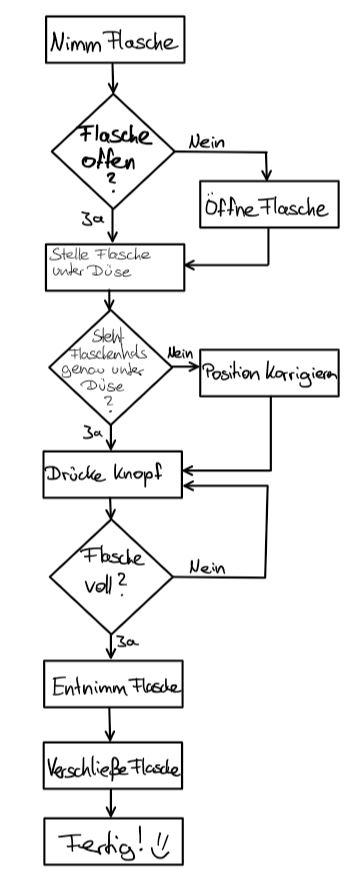 Nimm Flasche
Flasche
offen
?
Nein
Öffne Flasche
Ja
Stelle Flasche
unter Düse
Steht
Flaschenhals
genau unter
Düse
?
Nein
Position Korrigieren
Ja
Drücke Knopf
Flasche
voll?
Nein
Ja
Entnimm Flasche
Verschließe Flasche
Fertig! :)